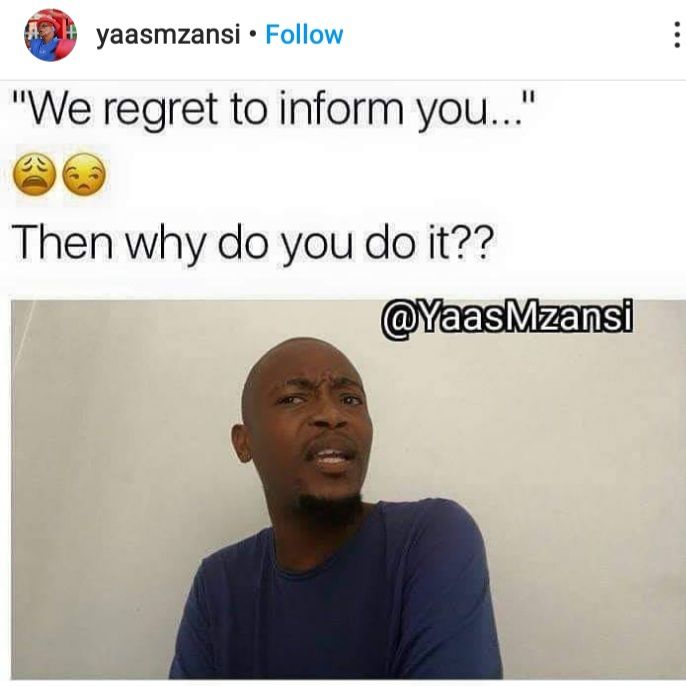 yaasmzansi • Follow
"We regret to inform you..."
😩😒
Then why do you do it??
@YaasMzansi